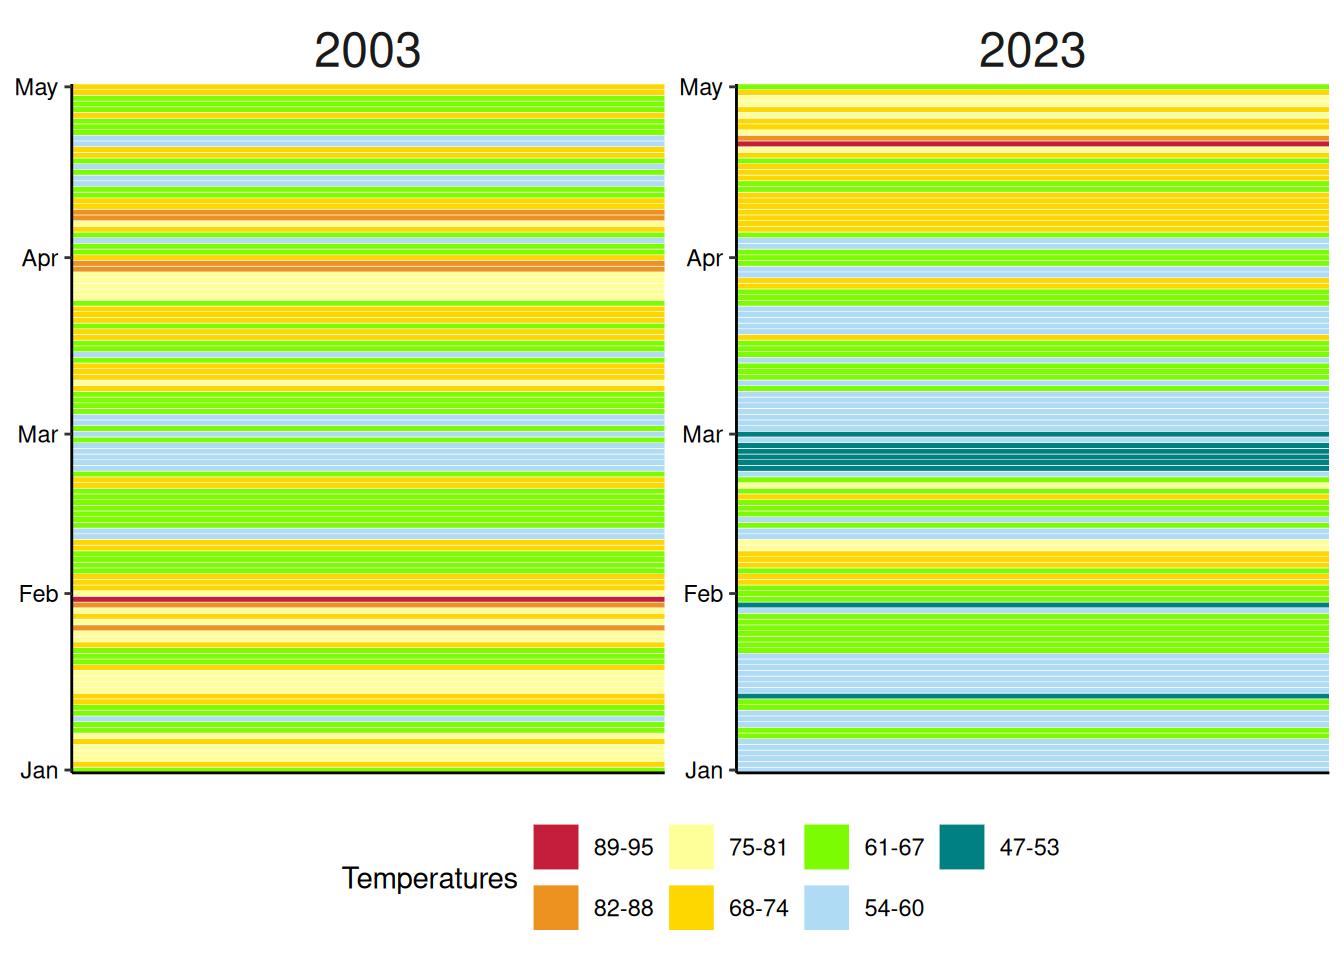 2003
2023
May
Apr
Mar
Feb
Jan
May
Apr
Mar
Feb
Jan
Temperatures
89-95
75-81
61-67
47-53
82-88
68-74
54-60